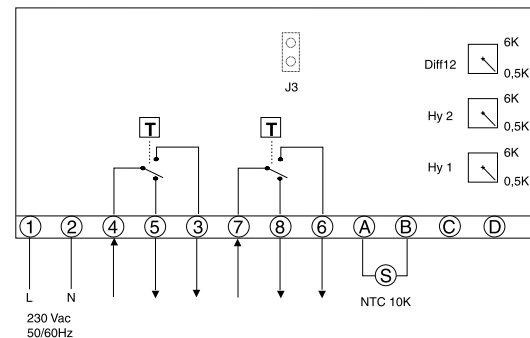 6K
Diff12
0,5K
J3
6K
Hy 2
0,5K
T T
6K
Hy 1
0,5K
1 2 4 5 3 7 8 6 A B C D
S
L N
NTC 10K
230 Vac
50/60Hz